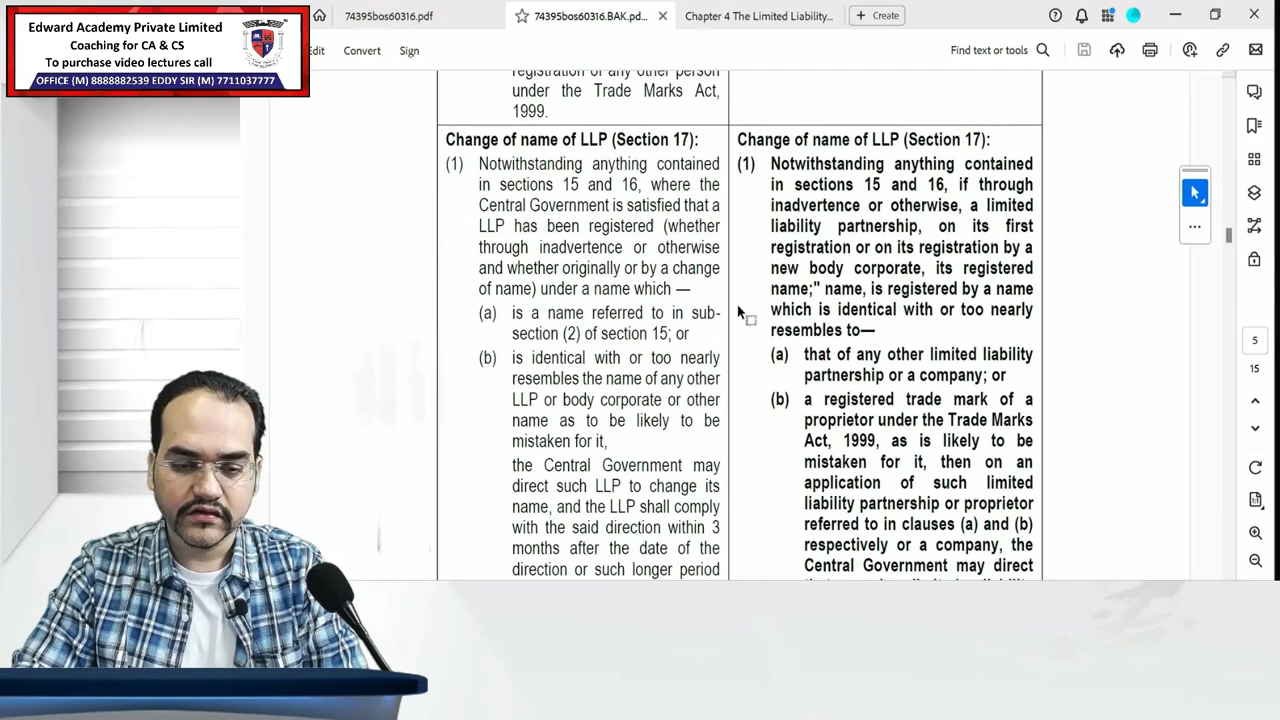 Edward Academy Private Limited
Coaching for CA & CS
To purchase video lectures call
OFFICE (M) 8888882539 EDDY SIR (M) 7711037777
74395bos60316.pdf
74395bos60316.BAK.pd...
Chapter 4 The Limited Liability...
Create
Edit
Convert
Sign
Find text or tools
registration of any other person
under the Trade Marks Act,
1999.
Change of name of LLP (Section 17):
(1) Notwithstanding anything contained
in sections 15 and 16, where the
Central Government is satisfied that a
LLP has been registered (whether
through inadvertence or otherwise
and whether originally or by a change
of name) under a name which —
(a) is a name referred to in sub-
section (2) of section 15; or
(b) is identical with or too nearly
resembles the name of any other
LLP or body corporate or other
name as to be likely to be
mistaken for it,
the Central Government may
direct such LLP to change its
name, and the LLP shall comply
with the said direction within 3
months after the date of the
direction or such longer period
Change of name of LLP (Section 17):
(1) Notwithstanding anything contained
in sections 15 and 16, if through
inadvertence or otherwise, a limited
liability partnership, on its first
registration or on its registration by a
new body corporate, its registered
name;" name, is registered by a name
which is identical with or too nearly
resembles to—
(a) that of any other limited liability
partnership or a company; or
(b) a registered trade mark of a
proprietor under the Trade Marks
Act, 1999, as is likely to be
mistaken for it, then on an
application of such limited
liability partnership or proprietor
referred to in clauses (a) and (b)
respectively or a company, the
Central Government may direct
5
15